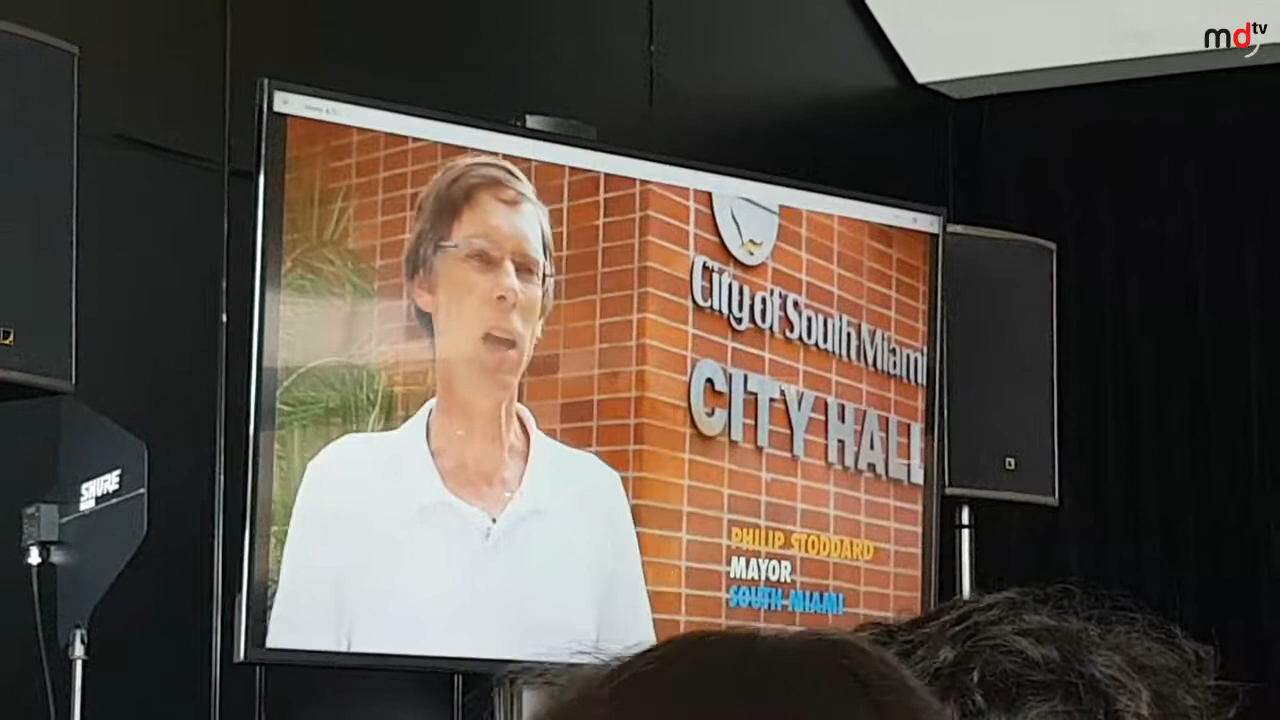 mdtv
City of South Miami
CITY HALL
PHILIP STODDARD
MAYOR
SOUTH MIAMI
SHURE